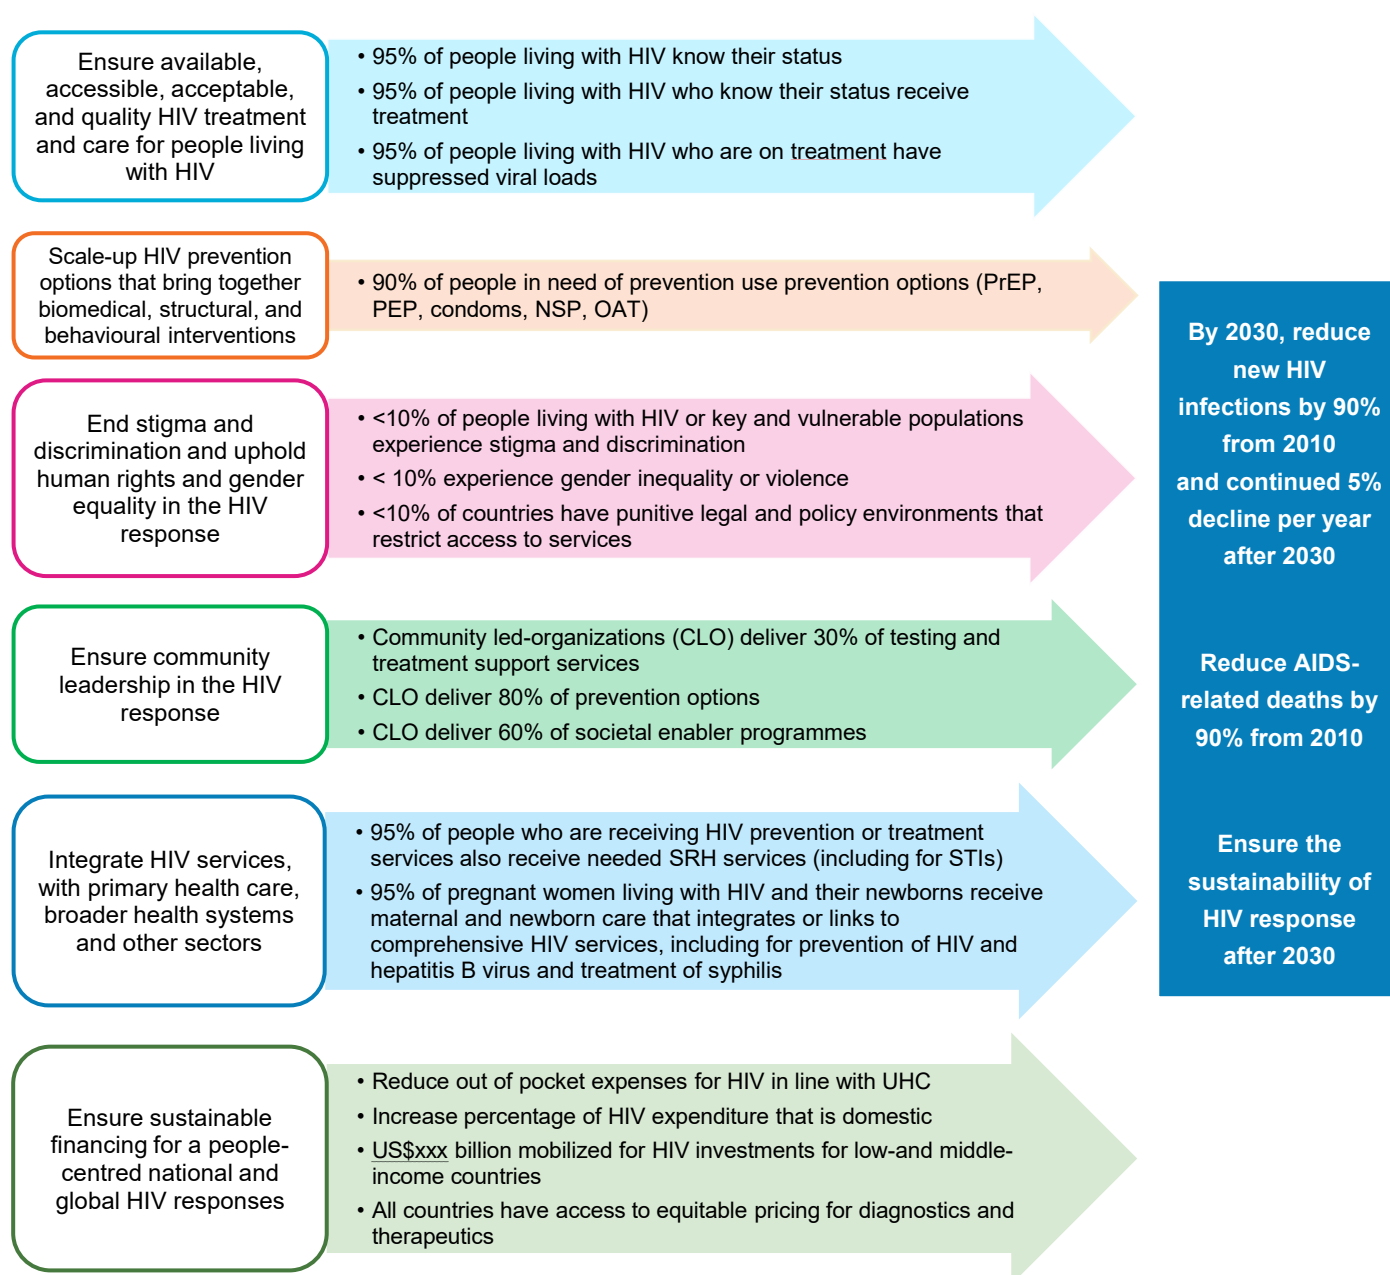 Ensure available,
accessible, acceptable,
and quality HIV treatment
and care for people living
with HIV
• 95% of people living with HIV know their status
• 95% of people living with HIV who know their status receive
treatment
• 95% of people living with HIV who are on treatment have
suppressed viral loads
Scale-up HIV prevention
options that bring together
biomedical, structural, and
behavioural interventions
• 90% of people in need of prevention use prevention options (PrEP,
PEP, condoms, NSP, OAT)
End stigma and
discrimination and uphold
human rights and gender
equality in the HIV
response
• <10% of people living with HIV or key and vulnerable populations
experience stigma and discrimination
• < 10% experience gender inequality or violence
• <10% of countries have punitive legal and policy environments that
restrict access to services
Ensure community
leadership in the HIV
response
• Community led-organizations (CLO) deliver 30% of testing and
treatment support services
• CLO deliver 80% of prevention options
• CLO deliver 60% of societal enabler programmes
Integrate HIV services,
with primary health care,
broader health systems
and other sectors
• 95% of people who are receiving HIV prevention or treatment
services also receive needed SRH services (including for STIs)
• 95% of pregnant women living with HIV and their newborns receive
maternal and newborn care that integrates or links to
comprehensive HIV services, including for prevention of HIV and
hepatitis B virus and treatment of syphilis
Ensure sustainable
financing for a people-
centred national and
global HIV responses
• Reduce out of pocket expenses for HIV in line with UHC
• Increase percentage of HIV expenditure that is domestic
• US$xxx billion mobilized for HIV investments for low-and middle-
income countries
• All countries have access to equitable pricing for diagnostics and
therapeutics
By 2030, reduce
new HIV
infections by 90%
from 2010
and continued 5%
decline per year
after 2030
Reduce AIDS-
related deaths by
90% from 2010
Ensure the
sustainability of
HIV response
after 2030